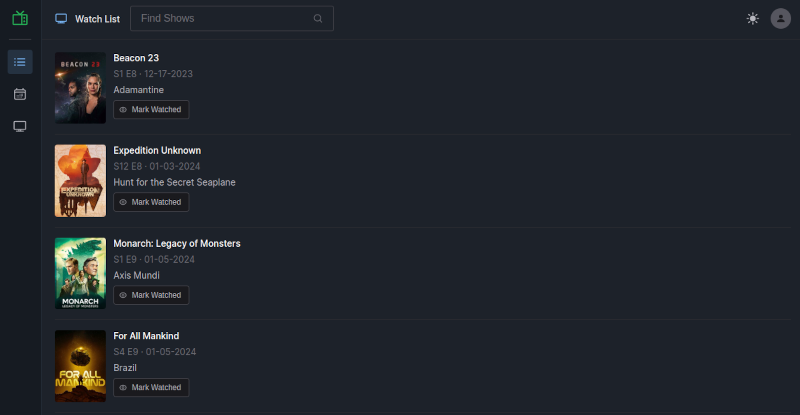 Watch List
Find Shows
BEACON 23
Beacon 23
S1 E8 · 12-17-2023
Adamantine
Mark Watched
EXPEDITION
UNKNOWN
Expedition Unknown
S12 E8 · 01-03-2024
Hunt for the Secret Seaplane
Mark Watched
MONARCH
LEGACY OF MONSTERS
Monarch: Legacy of Monsters
S1 E9 · 01-05-2024
Axis Mundi
Mark Watched
FOR ALL
MANKIND
For All Mankind
S4 E9 · 01-05-2024
Brazil
Mark Watched